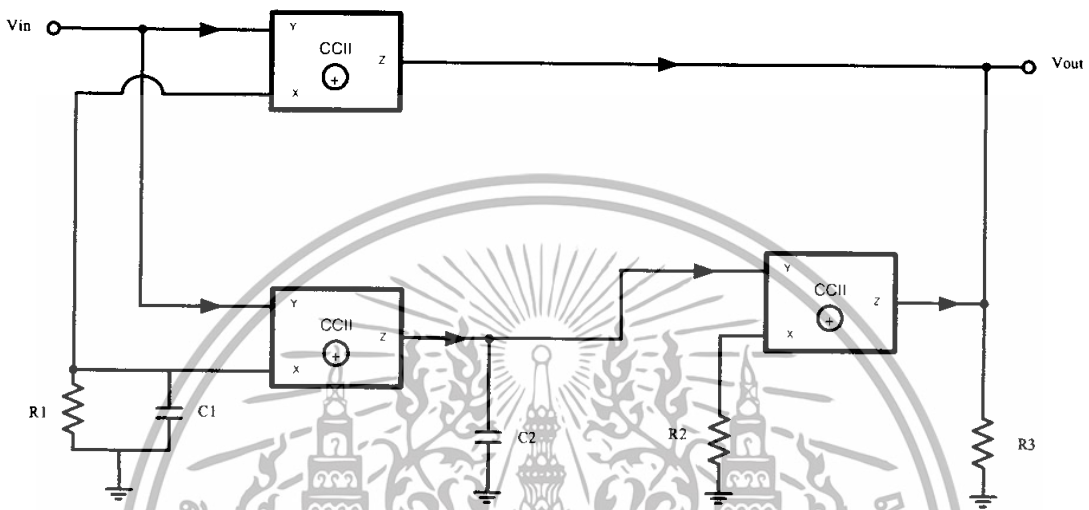 Vin
Y
CCII
+
Z
X
Vout
Y
CCII
+
Z
X
Y
CCII
+
Z
X
R1
C1
C2
R2
R3